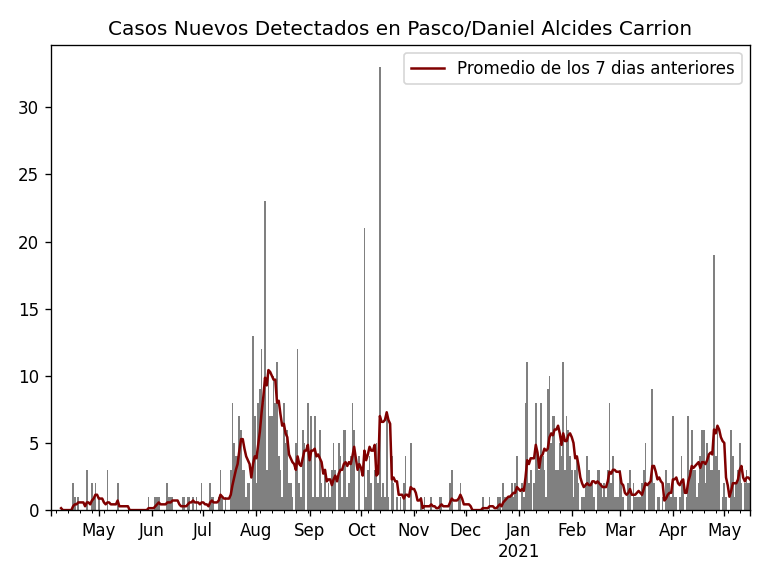 Casos Nuevos Detectados en Pasco/Daniel Alcides Carrion
Promedio de los 7 dias anteriores
30
25
20
15
10
5
0
May Jun Jul Aug Sep Oct Nov Dec Jan Feb Mar Apr May
2021